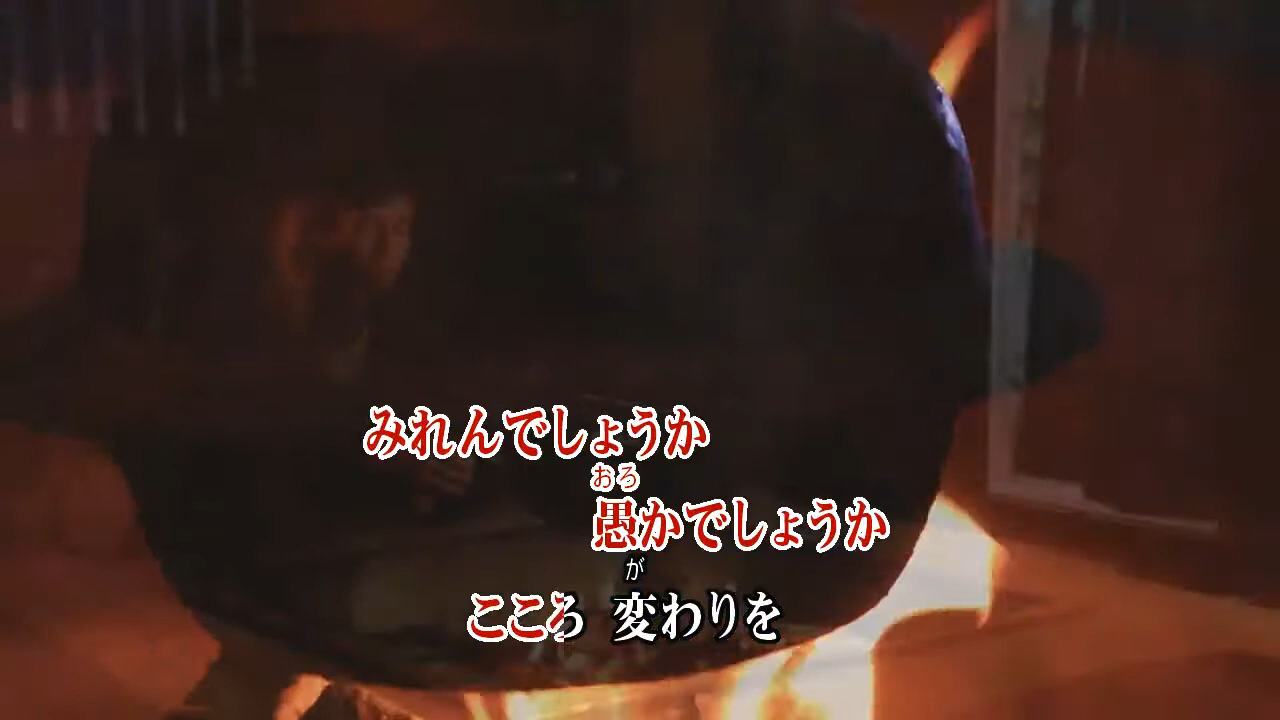 みれんでしょうか
おろ
愚かでしょうか
が
こころ 変わりを